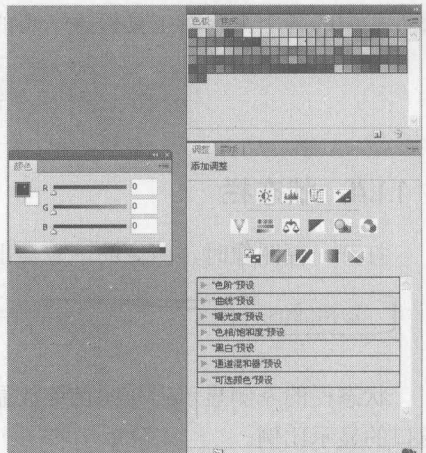 色板
颜色
R 0
G 0
B 0
调整 蒙版
添加调整
"色阶"预设
"曲线"预设
"曝光度"预设
"色相/饱和度"预设
"黑白"预设
"通道混和器"预设
"可选颜色"预设